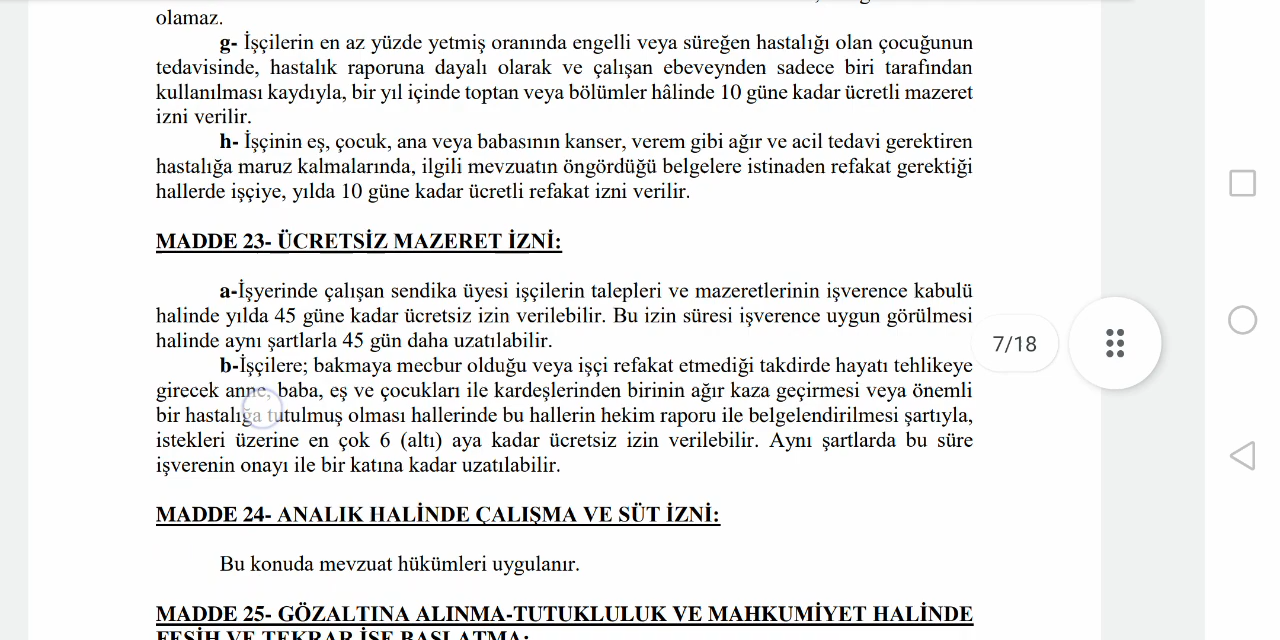 olamaz.
g- İşçilerin en az yüzde yetmiş oranında engelli veya süreğen hastalığı olan çocuğunun
tedavisinde, hastalık raporuna dayalı olarak ve çalışan ebeveynden sadece biri tarafından
kullanılması kaydıyla, bir yıl içinde toptan veya bölümler hâlinde 10 güne kadar ücretli mazeret
izni verilir.
h- İşçinin eş, çocuk, ana veya babasının kanser, verem gibi ağır ve acil tedavi gerektiren
hastalığa maruz kalmalarında, ilgili mevzuatın öngördüğü belgelere istinaden refakat gerektiği
hallerde işçiye, yılda 10 güne kadar ücretli refakat izni verilir.
MADDE 23- ÜCRETSİZ MAZERET İZNİ:
a-İşyerinde çalışan sendika üyesi işçilerin talepleri ve mazeretlerinin işverence kabulü
halinde yılda 45 güne kadar ücretsiz izin verilebilir. Bu izin süresi işverence uygun görülmesi
halinde aynı şartlarla 45 gün daha uzatılabilir.
7/18
b-İşçilere; bakmaya mecbur olduğu veya işçi refakat etmediği takdirde hayatı tehlikeye
girecek anne, baba, eş ve çocukları ile kardeşlerinden birinin ağır kaza geçirmesi veya önemli
bir hastalığa tutulmuş olması hallerinde bu hallerin hekim raporu ile belgelendirilmesi şartıyla,
istekleri üzerine en çok 6 (altı) aya kadar ücretsiz izin verilebilir. Aynı şartlarda bu süre
işverenin onayı ile bir katına kadar uzatılabilir.
MADDE 24- ANALIK HALİNDE ÇALIŞMA VE SÜT İZNİ:
Bu konuda mevzuat hükümleri uygulanır.
MADDE 25- GÖZALTINA ALINMA-TUTUKLULUK VE MAHKUMİYET HALİNDE
FESİH VE TEKRAR İŞE BAŞLATMA: